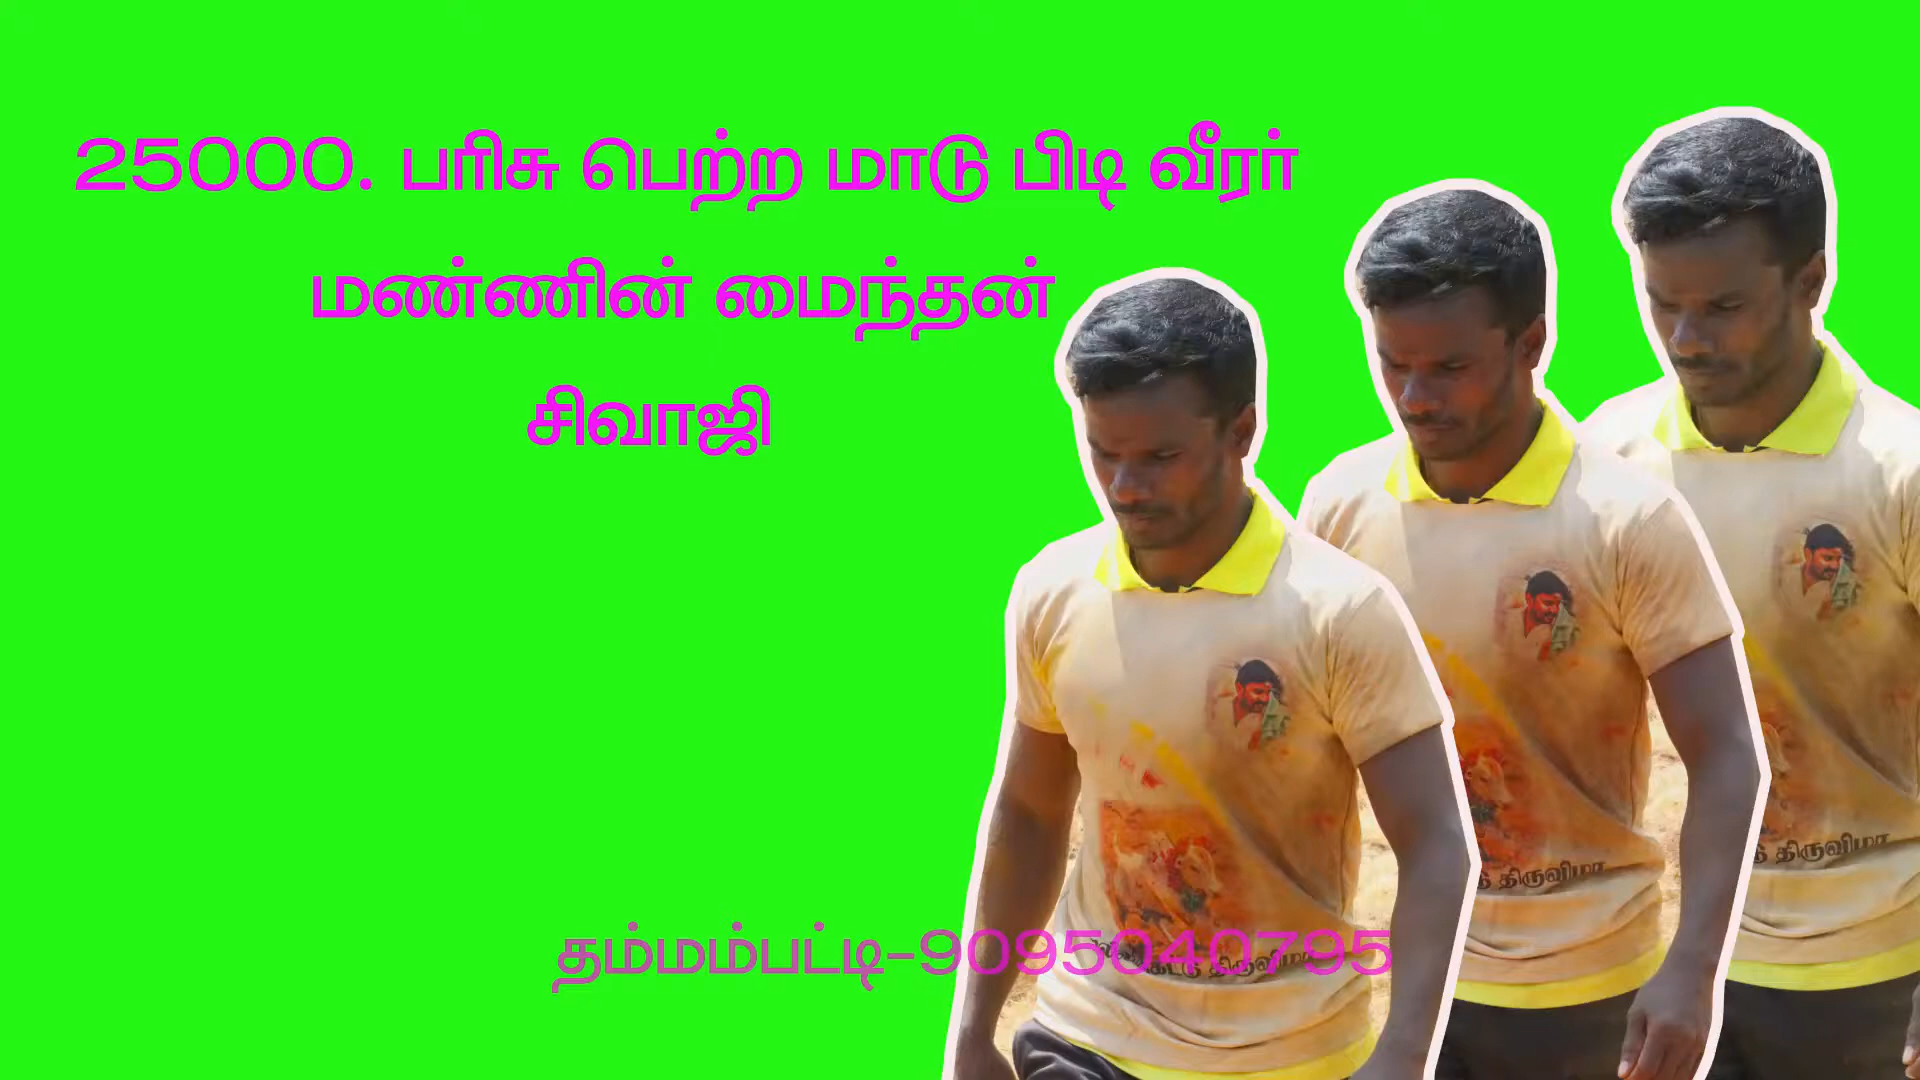 25000. பரிசு பெற்ற மாடு பிடி வீரர்
மண்ணின் மைந்தன்
சிவாஜி
தம்மம்பட்டி-9095040795
டு திருவிழா
டு திருவிழா
திருவிழா